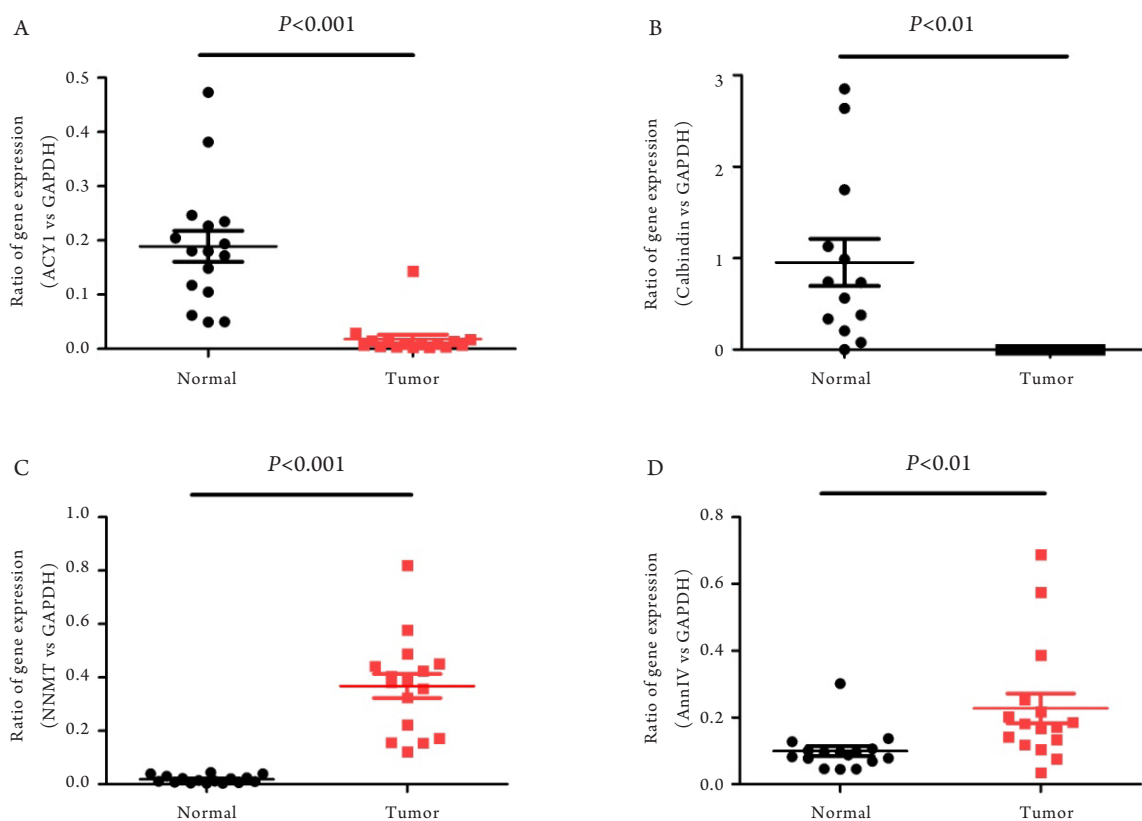 A
P<0.001
Ratio of gene expression
(ACY1 vs GAPDH)
0.5
0.4
0.3
0.2
0.1
0.0
Normal
Tumor
B
P<0.01
Ratio of gene expression
(Calbindin vs GAPDH)
3
2
1
0
Normal
Tumor
C
P<0.001
Ratio of gene expression
(NNMT vs GAPDH)
1.0
0.8
0.6
0.4
0.2
0.0
Normal
Tumor
D
P<0.01
Ratio of gene expression
(AnnIV vs GAPDH)
0.8
0.6
0.4
0.2
0.0
Normal
Tumor